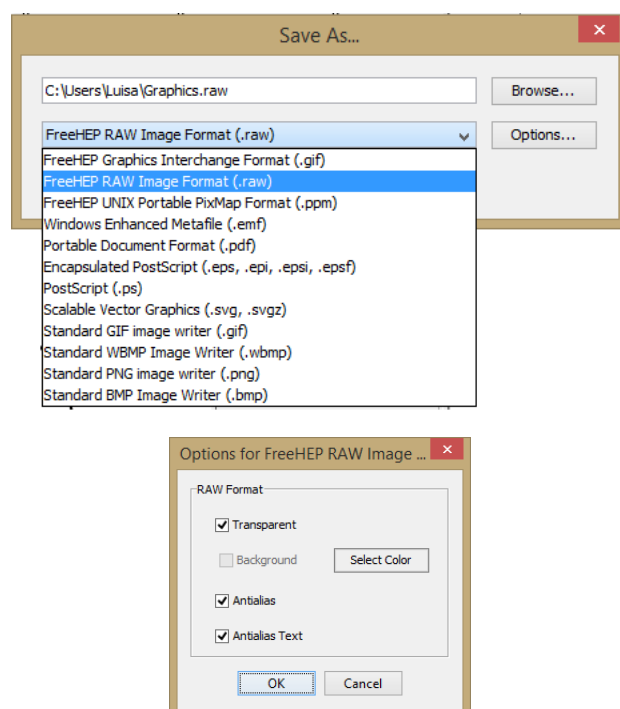 Save As...
C:\Users\Luisa\Graphics.raw
Browse...
FreeHEP RAW Image Format (.raw)
Options...
FreeHEP Graphics Interchange Format (.gif)
FreeHEP RAW Image Format (.raw)
FreeHEP UNIX Portable PixMap Format (.ppm)
Windows Enhanced Metafile (.emf)
Portable Document Format (.pdf)
Encapsulated PostScript (.eps, .epi, .epsi, .epsf)
PostScript (.ps)
Scalable Vector Graphics (.svg, .svgz)
Standard GIF image writer (.gif)
Standard WBMP Image Writer (.wbmp)
Standard PNG image writer (.png)
Standard BMP Image Writer (.bmp)
Options for FreeHEP RAW Image ...
RAW Format
Transparent
Background
Select Color
Antialias
Antialias Text
OK
Cancel